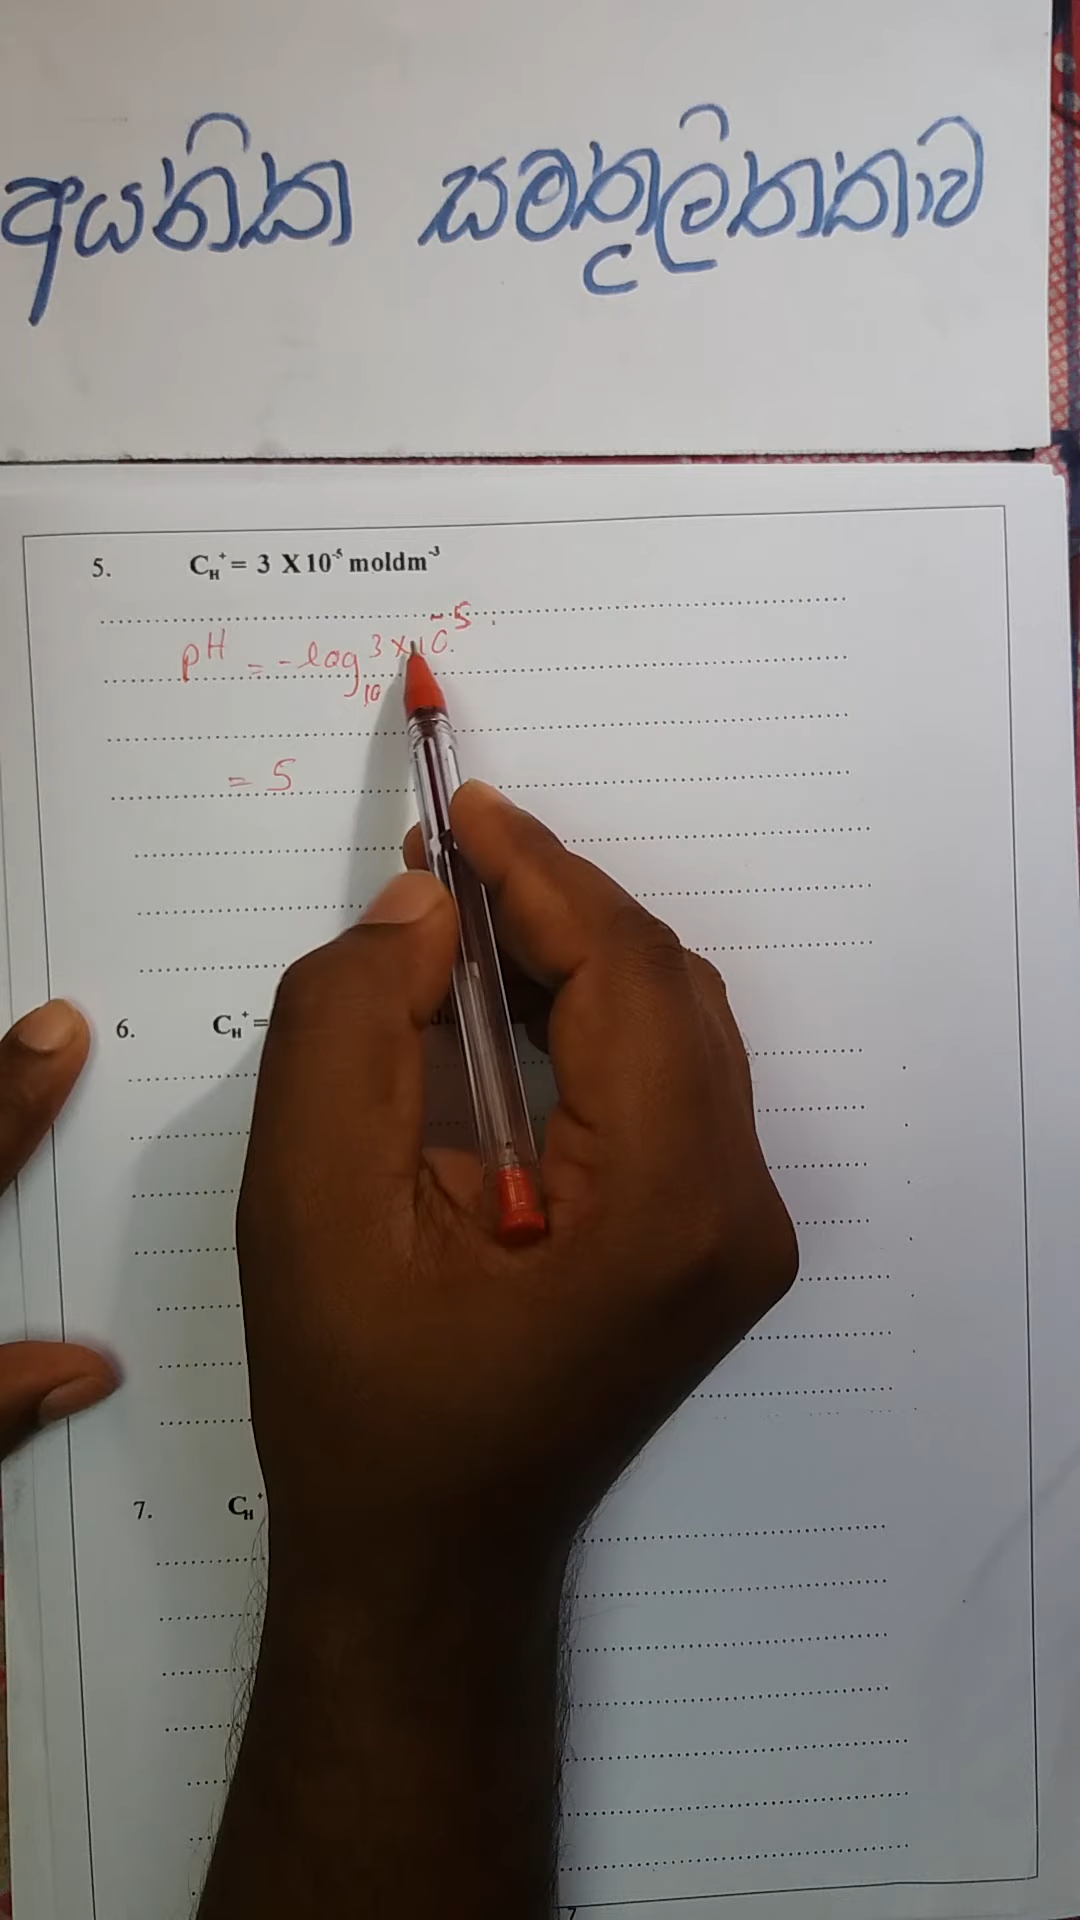 අයනික සමතුලිතතාව
5. C_H⁺ = 3 X 10⁻⁵ moldm⁻³
pH = -log₁₀ 3 × 10⁻⁵
= 5
6. C_H⁺ =
7. C_H⁺
7